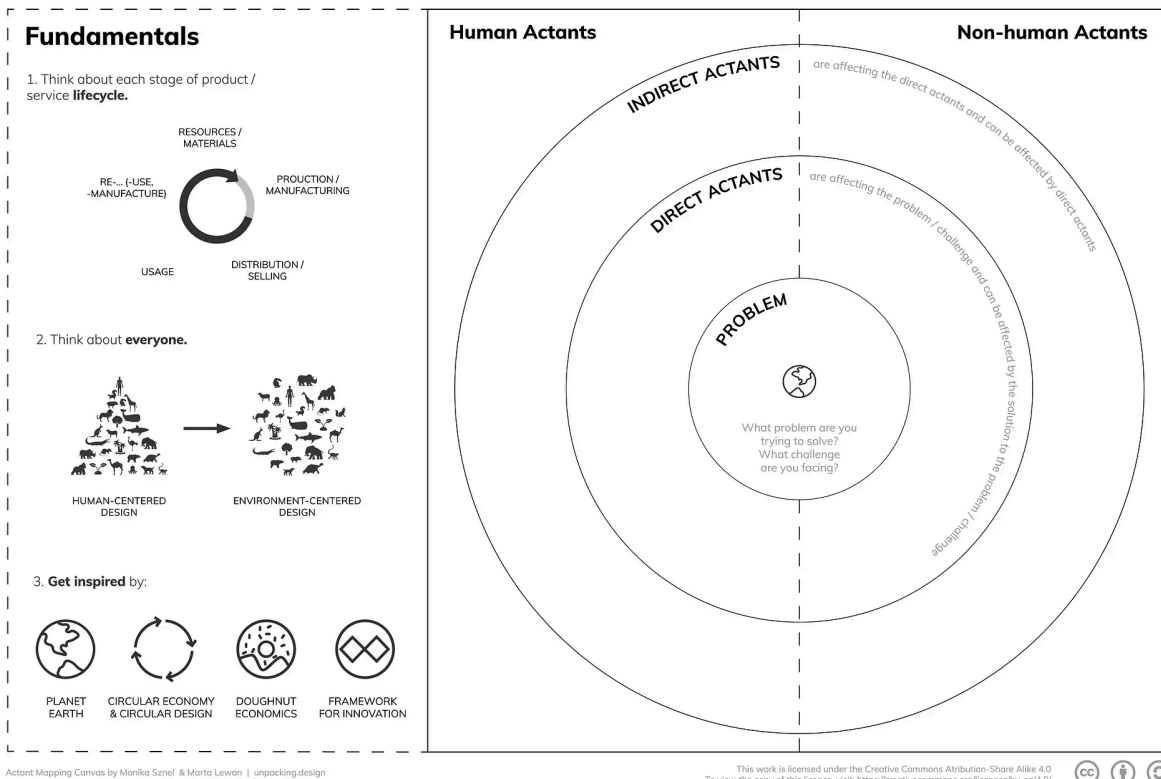 Fundamentals
1. Think about each stage of product /
service lifecycle.
RESOURCES /
MATERIALS
PROUCTION /
MANUFACTURING
DISTRIBUTION /
SELLING
USAGE
RE-... (-USE,
-MANUFACTURE)
2. Think about everyone.
HUMAN-CENTERED
DESIGN
ENVIRONMENT-CENTERED
DESIGN
3. Get inspired by:
PLANET
EARTH
CIRCULAR ECONOMY
& CIRCULAR DESIGN
DOUGHNUT
ECONOMICS
FRAMEWORK
FOR INNOVATION
Human Actants
Non-human Actants
INDIRECT ACTANTS
are affecting the direct actants and can be affected by direct actants
DIRECT ACTANTS
are affecting the problem / challenge and can be affected by the solution to the problem / challenge
PROBLEM
What problem are you
trying to solve?
What challenge
are you facing?
Actant Mapping Canvas by Monika Sznel & Marta Lewan | unpacking.design
This work is licensed under the Creative Commons Atribution-Share Alike 4.0
cc